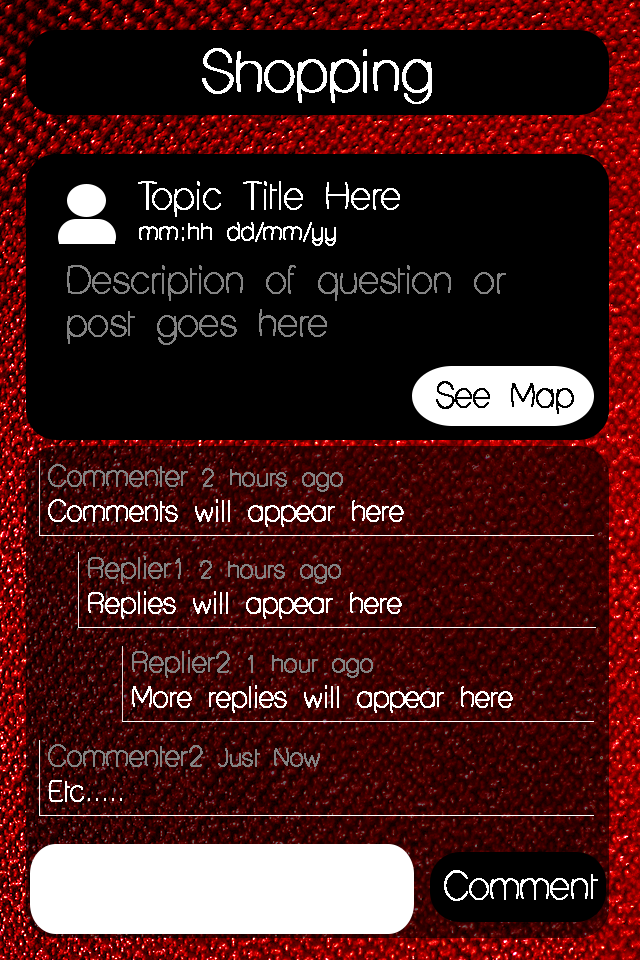 Shopping
Topic Title Here
mm:hh dd/mm/yy
Description of question or
post goes here
See Map
Commenter 2 hours ago
Comments will appear here
Replier1 2 hours ago
Replies will appear here
Replier2 1 hour ago
More replies will appear here
Commenter2 Just Now
Etc.....
Comment